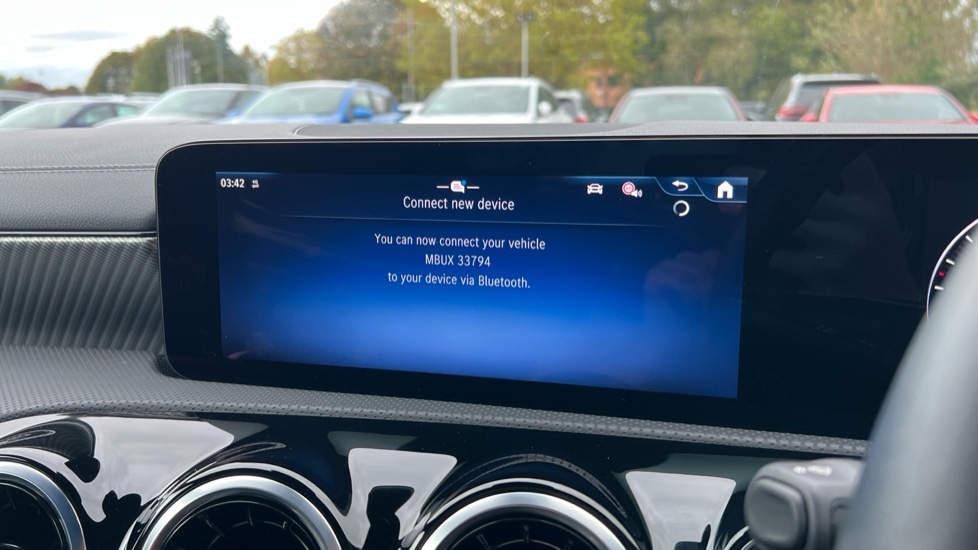 03:42
Connect new device
You can now connect your vehicle
MBUX 33794
to your device via Bluetooth.